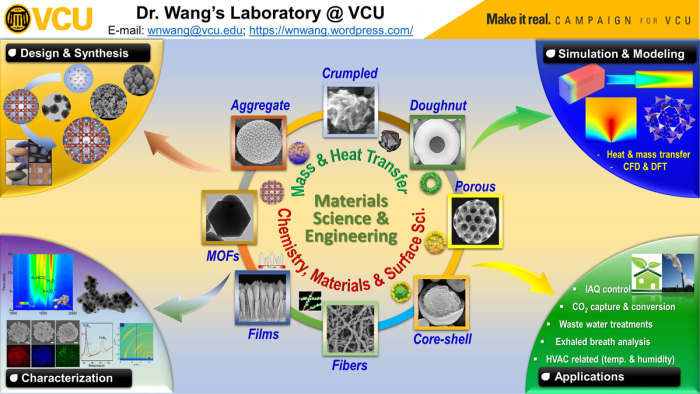 VCU
Dr. Wang's Laboratory @ VCU
E-mail: wnwang@vcu.edu; https://wnwang.wordpress.com/
Make it real. CAMPAIGN FOR VCU
Design & Synthesis
Simulation & Modeling
- Heat & mass transfer
- CFD & DFT
Crumpled
Aggregate
Doughnut
Porous
MOFs
Films
Fibers
Core-shell
Mass & Heat Transfer
Materials
Science &
Engineering
Chemistry, Materials & Surface Sci.
Characterization
▪ IAQ control
▪ CO₂ capture & conversion
▪ Waste water treatments
▪ Exhaled breath analysis
▪ HVAC related (temp. & humidity)
Applications